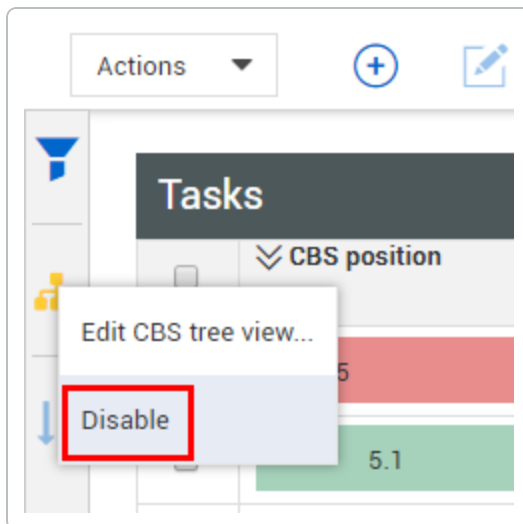 Actions
Tasks
CBS position
Edit CBS tree view...
5
Disable
5.1